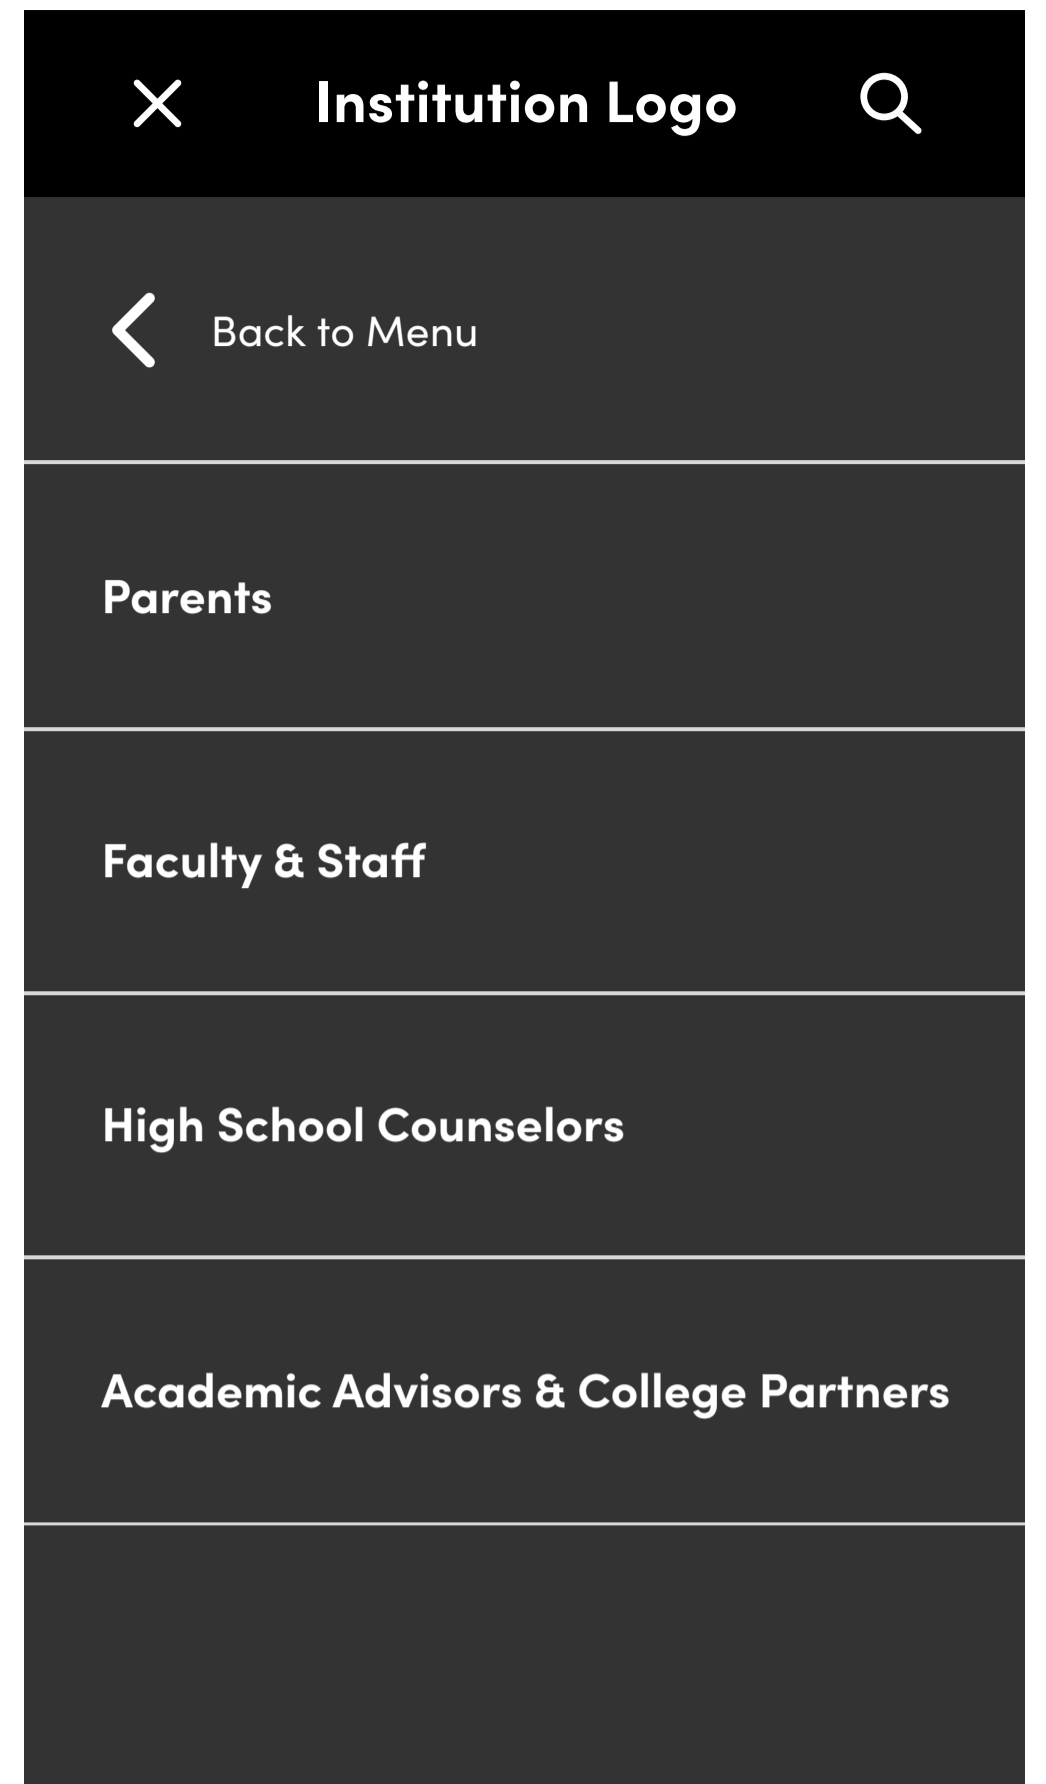 Institution Logo
Back to Menu
Parents
Faculty & Staff
High School Counselors
Academic Advisors & College Partners